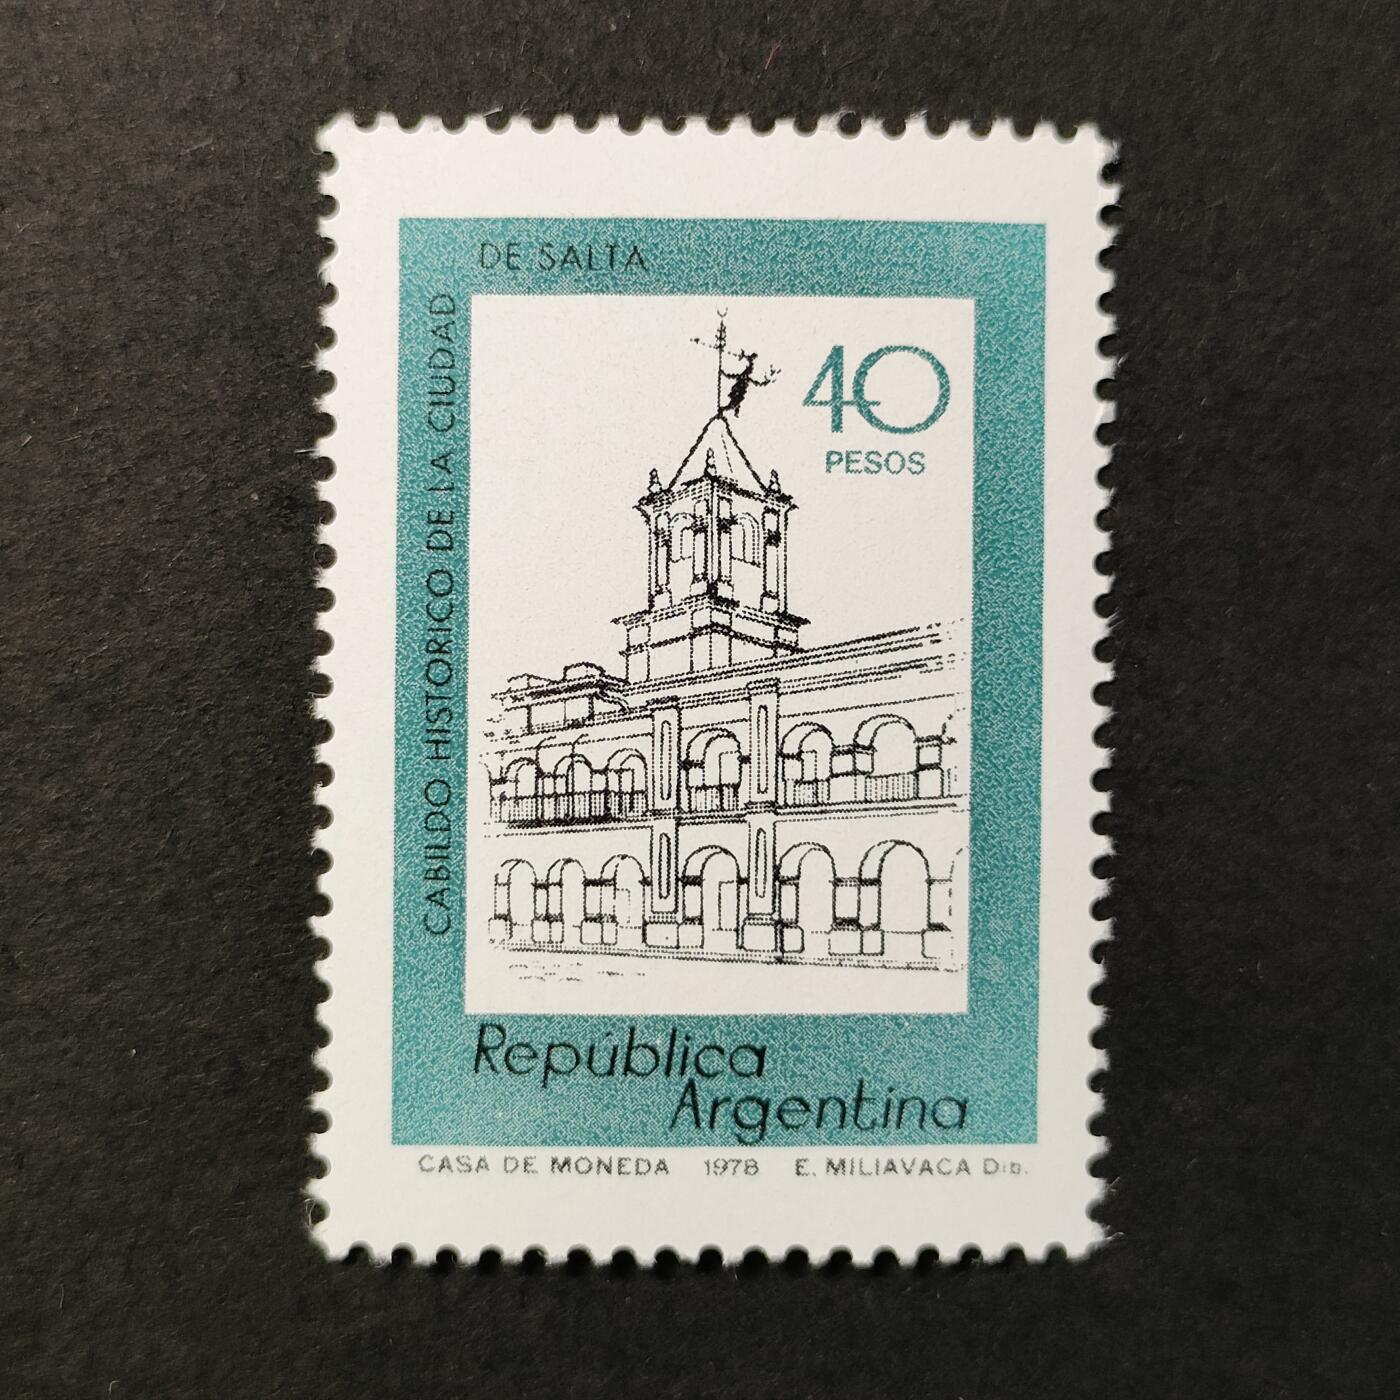 CABILDO HISTORICO DE LA CIUDAD
DE SALTA
40
PESOS
República
Argentina
CASA DE MONEDA 1978 E. MILIAVACA Dib.